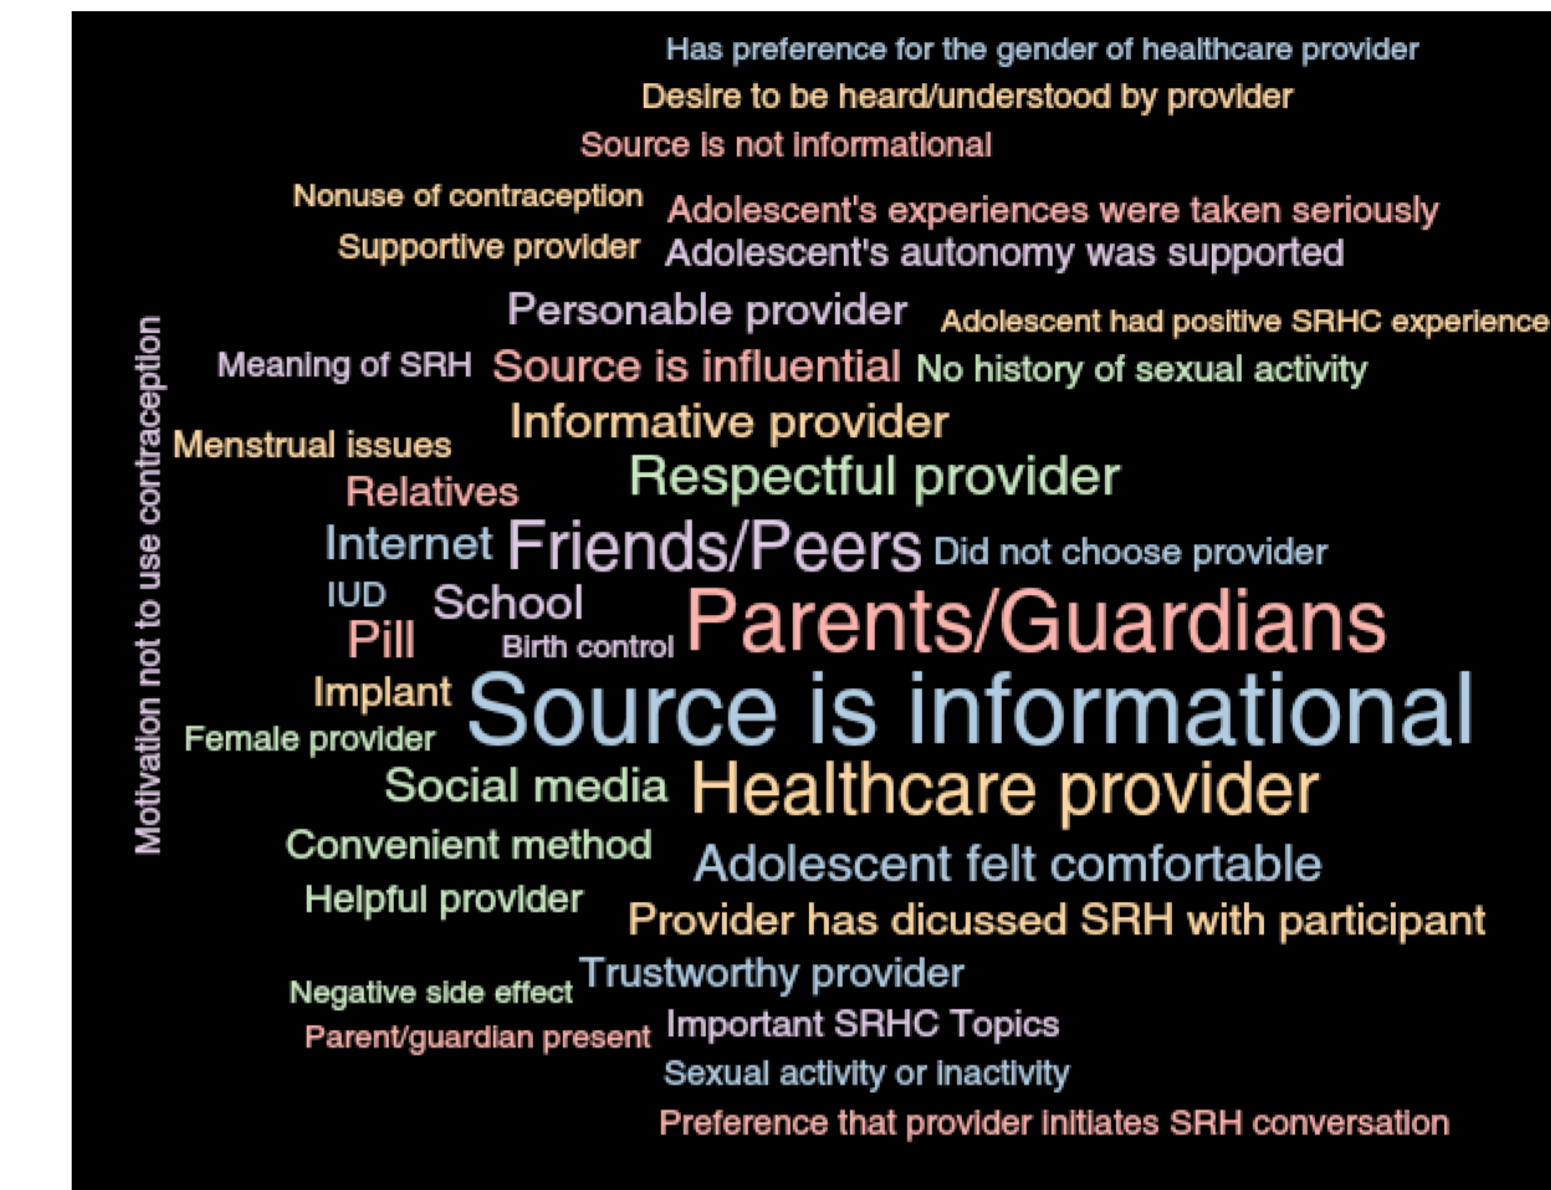 Has preference for the gender of healthcare provider
Desire to be heard/understood by provider
Source is not informational
Nonuse of contraception
Adolescent's experiences were taken seriously
Supportive provider
Adolescent's autonomy was supported
Personable provider
Adolescent had positive SRHC experience
Motivation not to use contraception
Meaning of SRH
Source is influential
No history of sexual activity
Informative provider
Menstrual issues
Respectful provider
Relatives
Internet
Friends/Peers
Did not choose provider
IUD
School
Parents/Guardians
Pill
Birth control
Implant
Source is informational
Female provider
Social media
Healthcare provider
Convenient method
Adolescent felt comfortable
Helpful provider
Provider has dicussed SRH with participant
Trustworthy provider
Negative side effect
Important SRHC Topics
Parent/guardian present
Sexual activity or inactivity
Preference that provider initiates SRH conversation